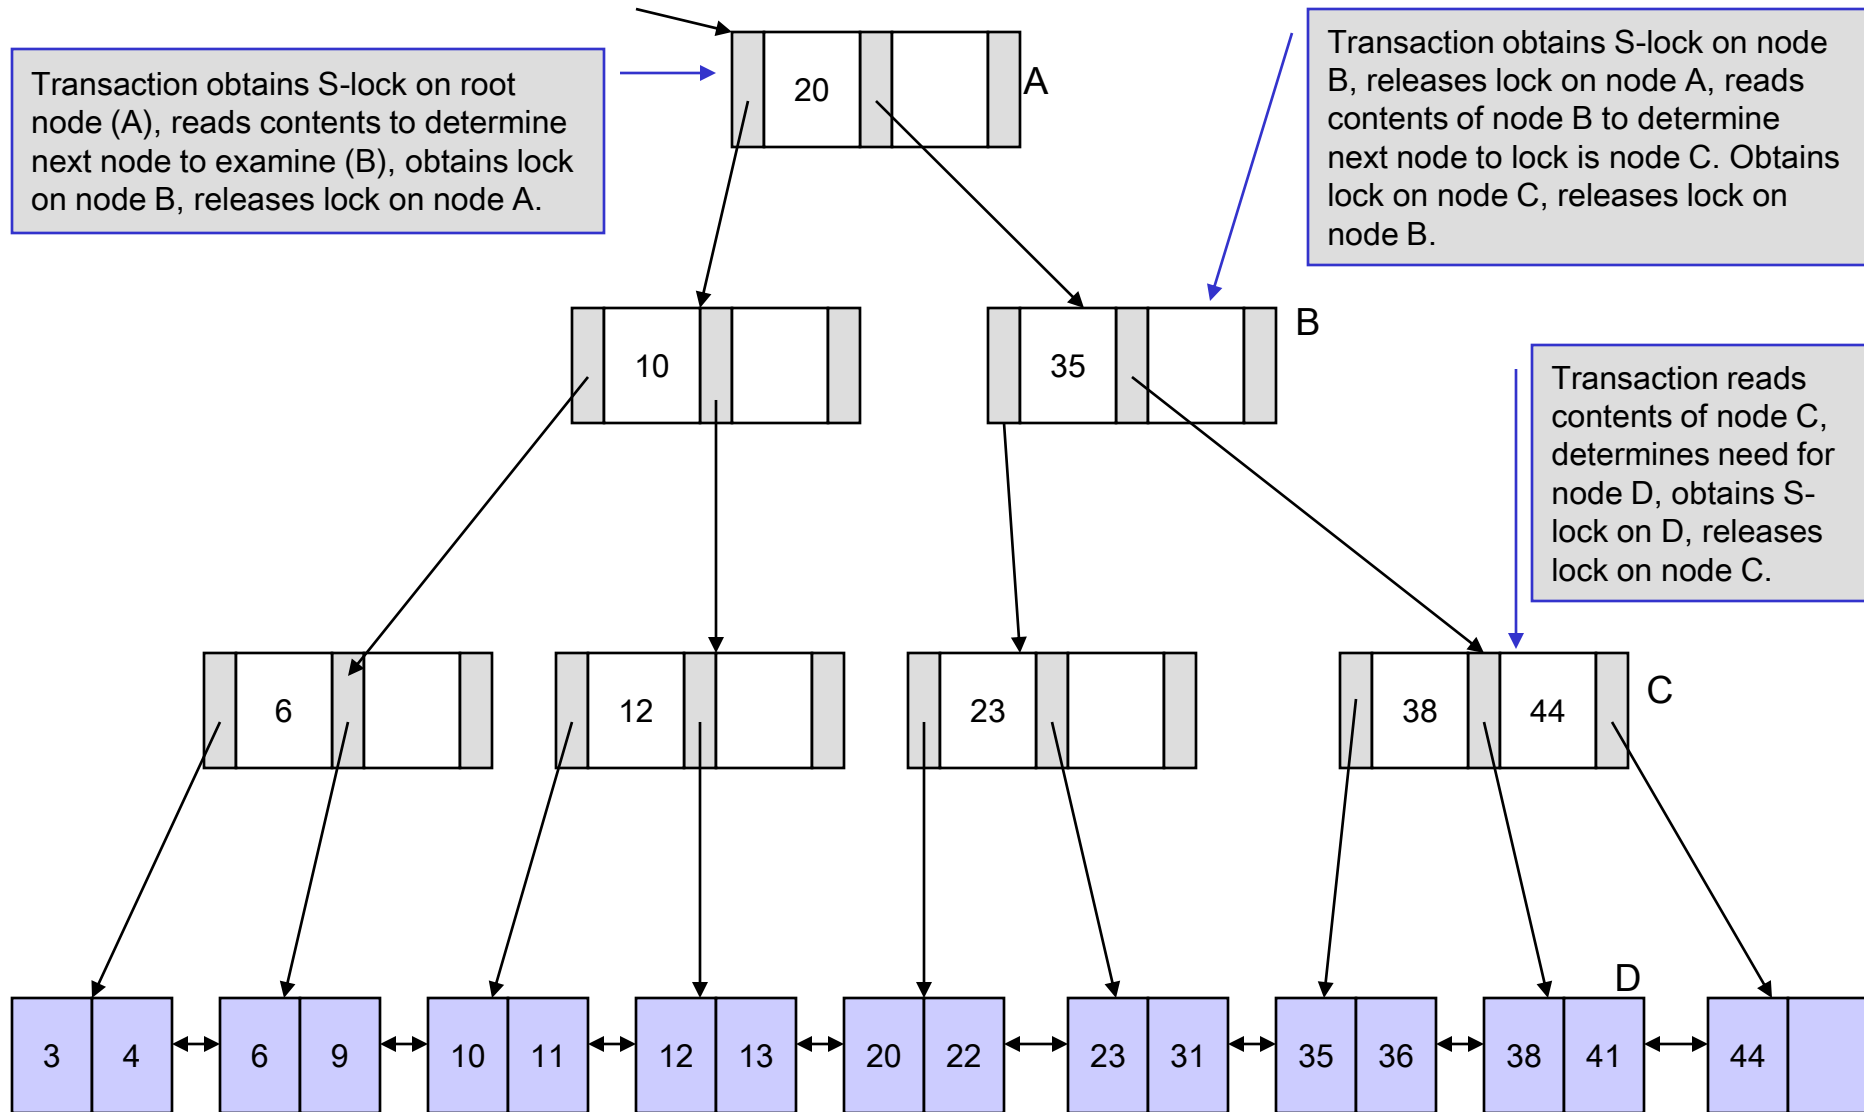 Transaction obtains S-lock on root
node (A), reads contents to determine
next node to examine (B), obtains lock
on node B, releases lock on node A.
20
A
Transaction obtains S-lock on node
B, releases lock on node A, reads
contents of node B to determine
next node to lock is node C. Obtains
lock on node C, releases lock on
node B.
10
35
B
Transaction reads
contents of node C,
determines need for
node D, obtains S-
lock on D, releases
lock on node C.
6
12
23
38 44
C
D
3 4
6 9
10 11
12 13
20 22
23 31
35 36
38 41
44